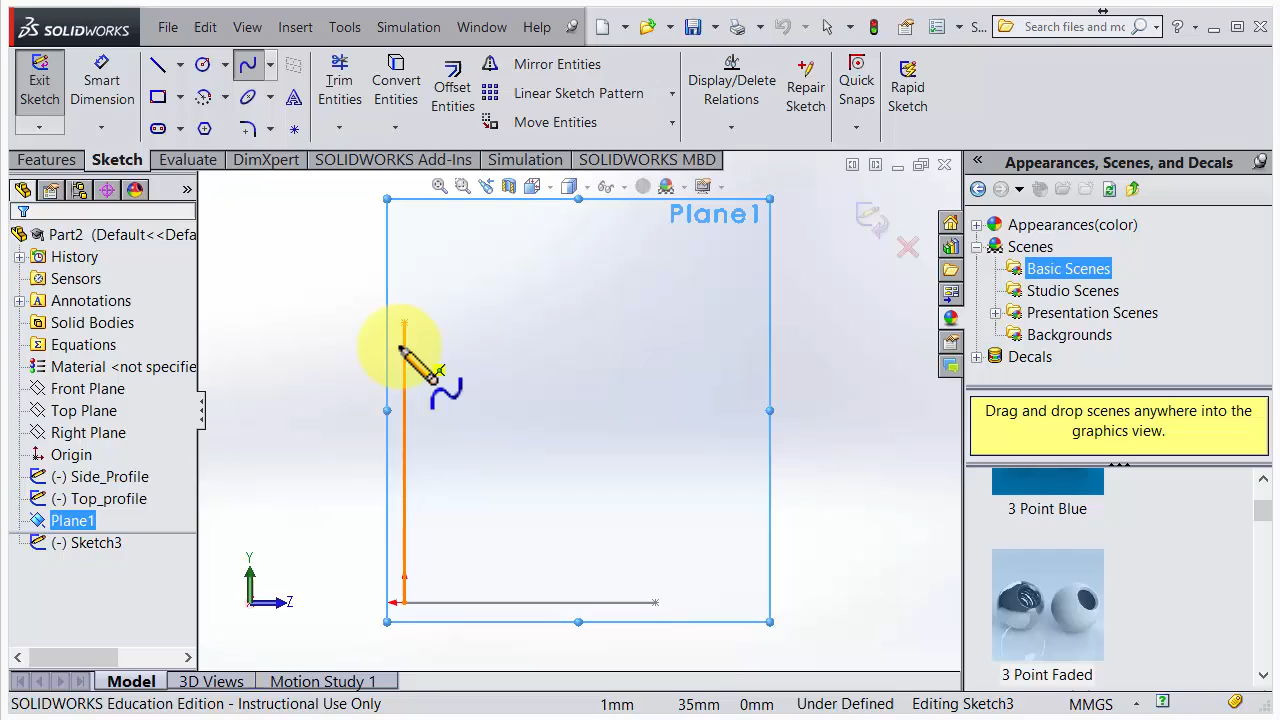 SOLIDWORKS File Edit View Insert Tools Simulation Window Help S... Search files and mo ?
Exit Sketch
Smart Dimension
Trim Entities
Convert Entities
Offset Entities
Mirror Entities
Linear Sketch Pattern
Move Entities
Display/Delete Relations
Repair Sketch
Quick Snaps
Rapid Sketch
Features Sketch Evaluate DimXpert SOLIDWORKS Add-Ins Simulation SOLIDWORKS MBD
Part2 (Default<<Defa
History
Sensors
Annotations
Solid Bodies
Equations
Material <not specifie
Front Plane
Top Plane
Right Plane
Origin
(-) Side_Profile
(-) Top_profile
Plane1
(-) Sketch3
Plane1
Y
Z
Appearances, Scenes, and Decals
Appearances(color)
Scenes
Basic Scenes
Studio Scenes
Presentation Scenes
Backgrounds
Decals
Drag and drop scenes anywhere into the
graphics view.
3 Point Blue
3 Point Faded
Model 3D Views Motion Study 1
SOLIDWORKS Education Edition - Instructional Use Only 1mm 35mm 0mm Under Defined Editing Sketch3 MMGS